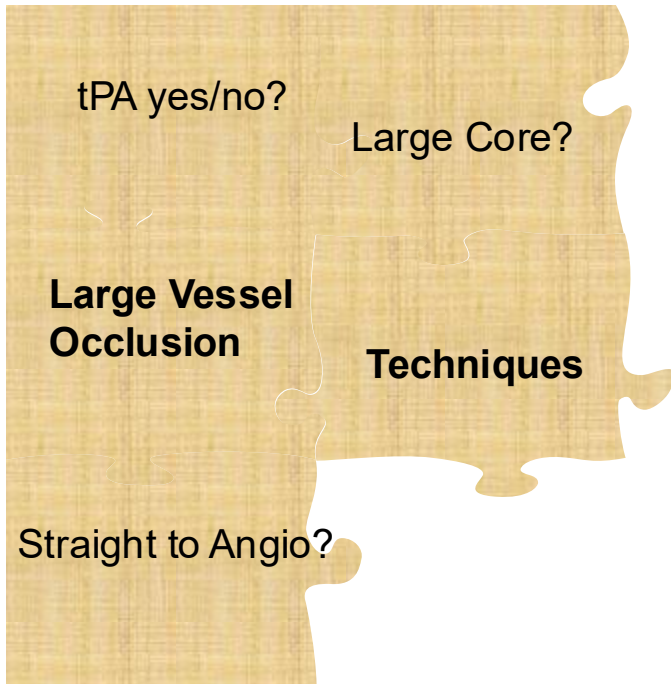 tPA yes/no?
Large Core?
Large Vessel
Occlusion
Techniques
Straight to Angio?